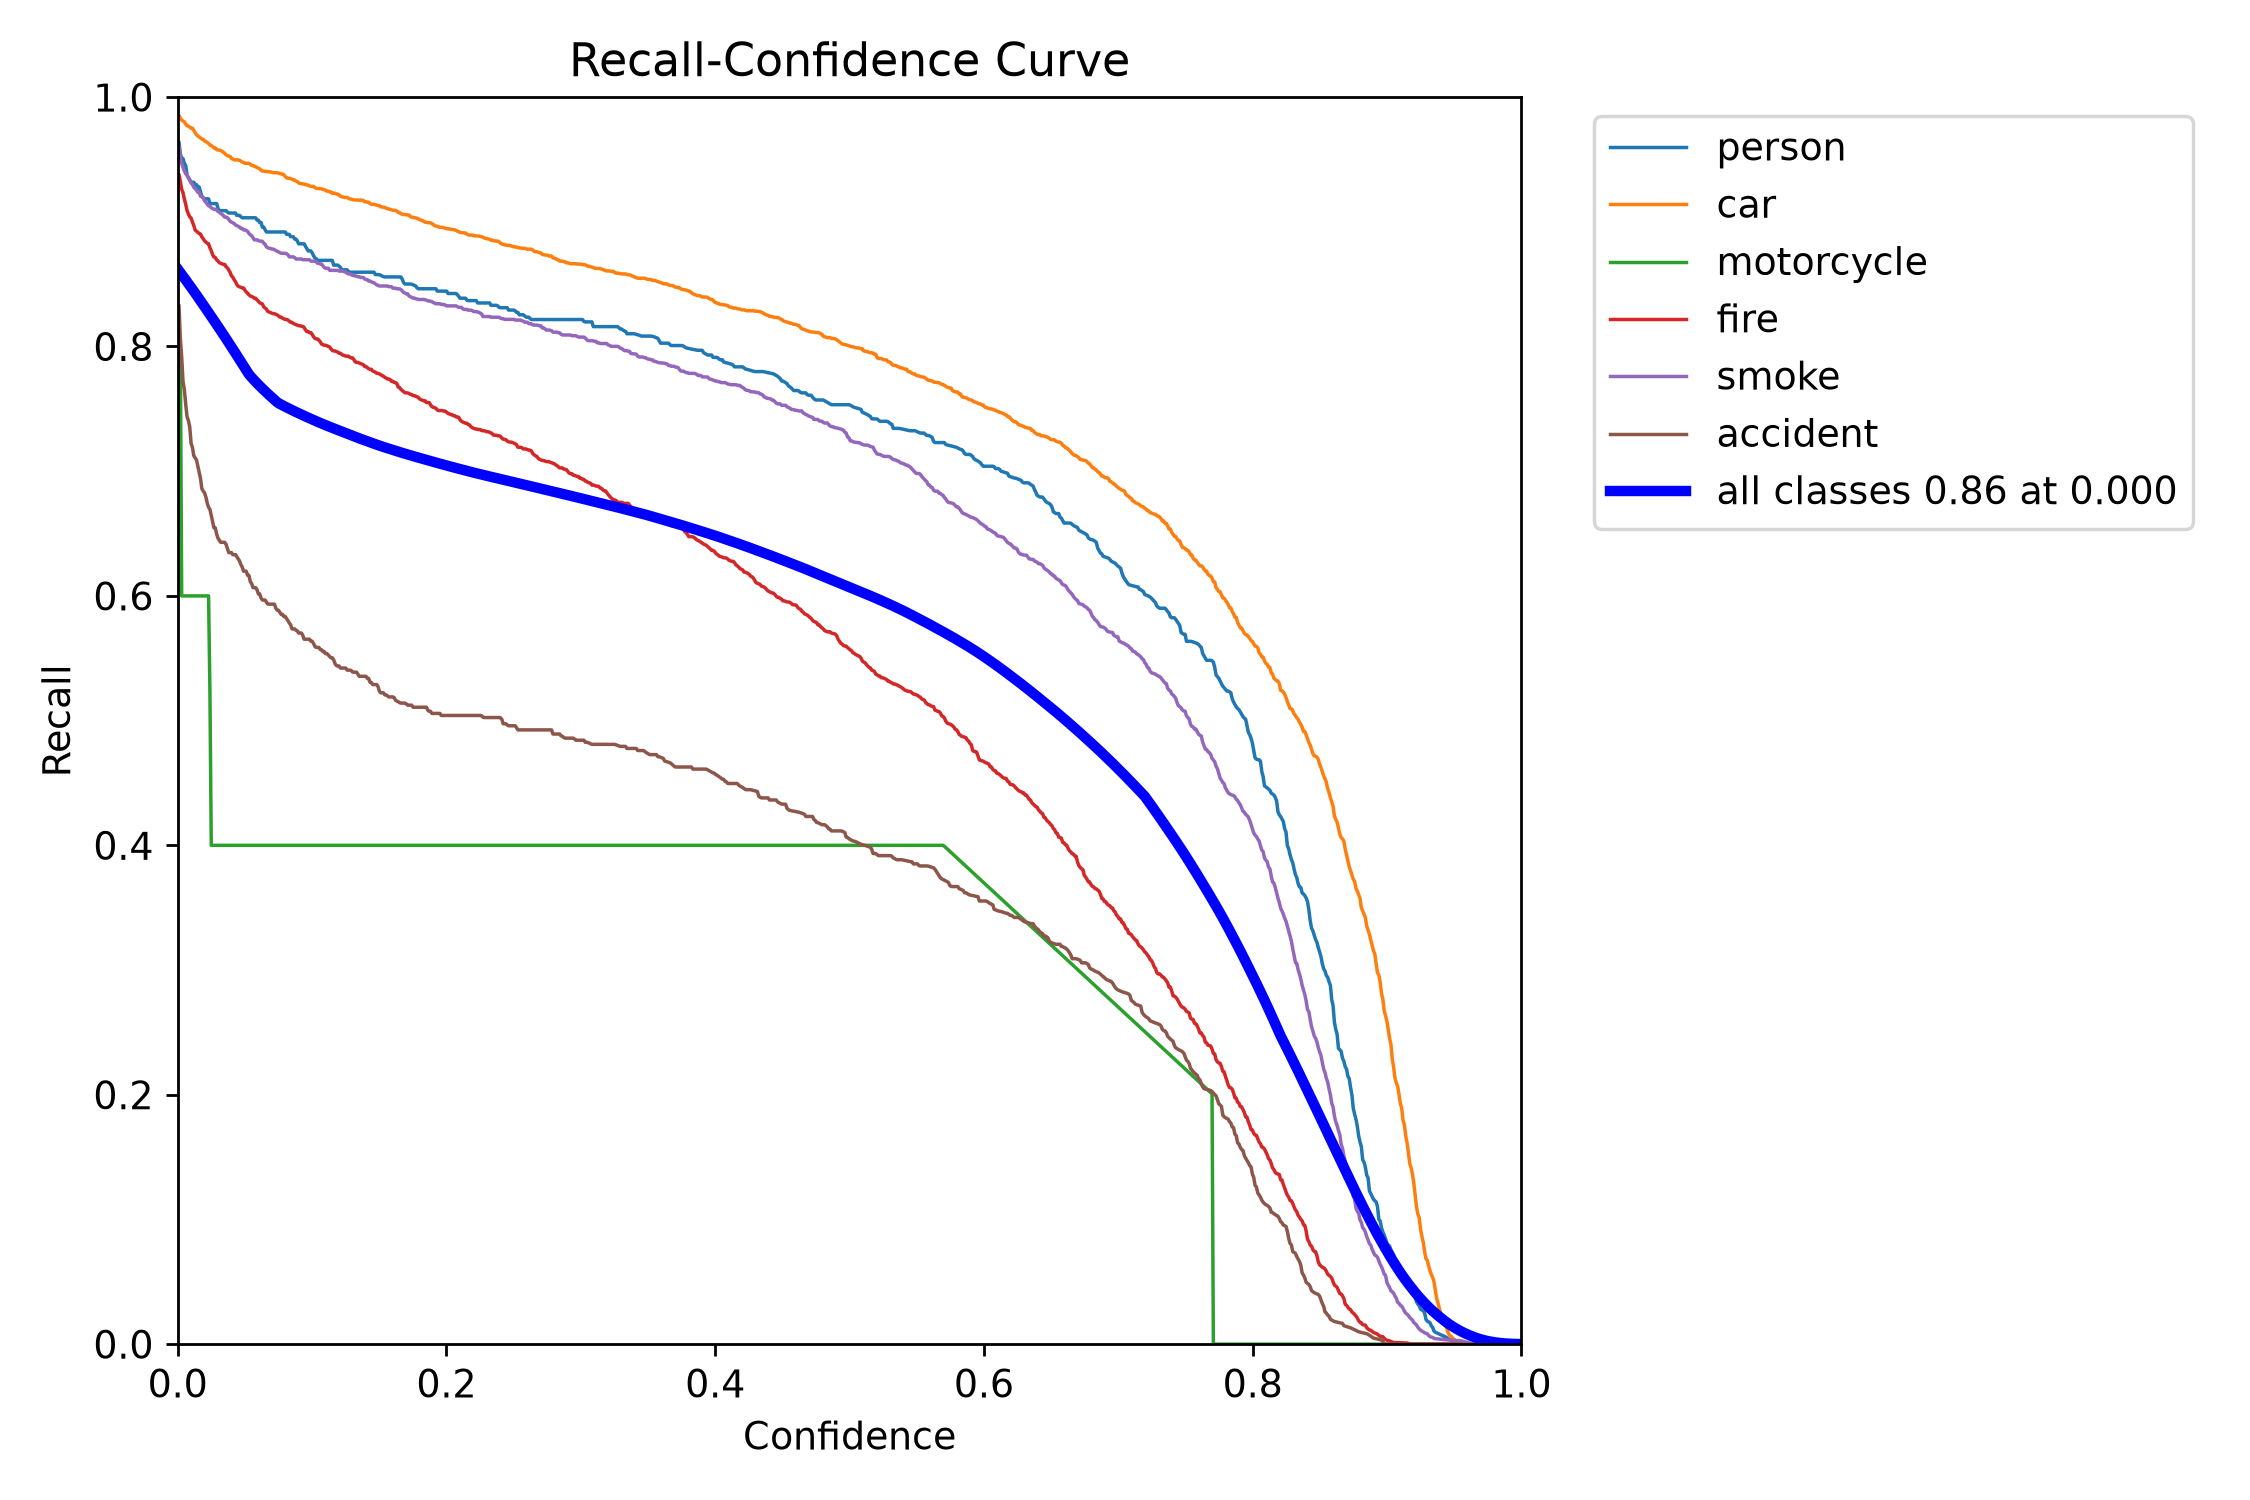 Recall-Confidence Curve
1.0
0.8
0.6
0.4
0.2
0.0
Recall
0.0 0.2 0.4 0.6 0.8 1.0
Confidence
person
car
motorcycle
fire
smoke
accident
all classes 0.86 at 0.000